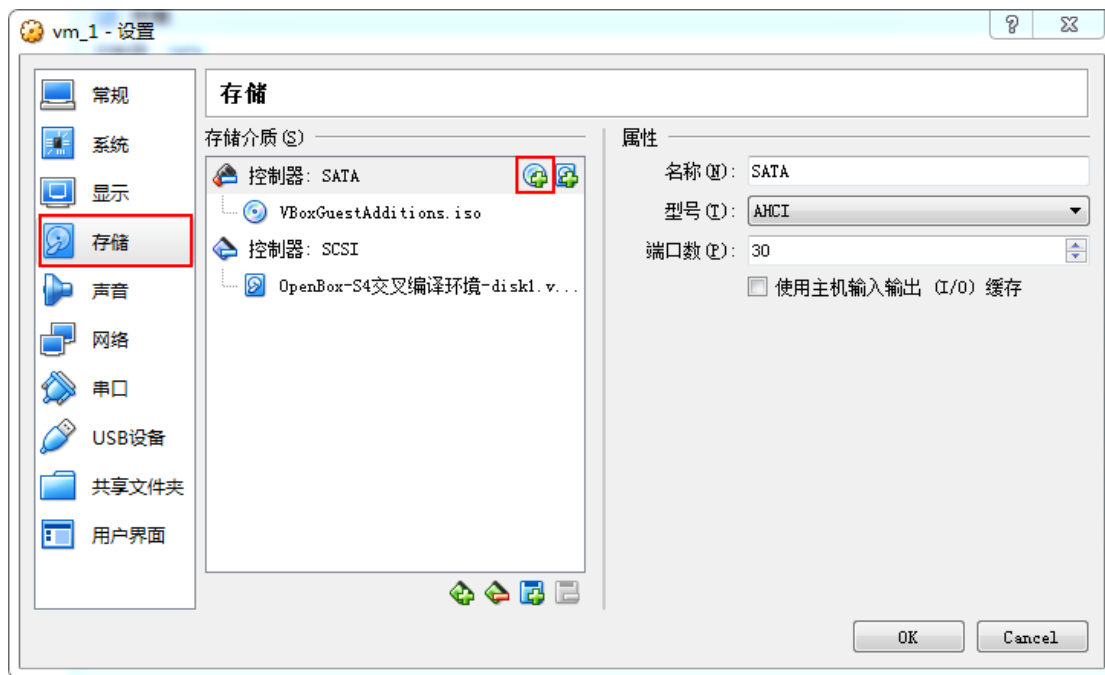 vm_1 - 设置
常规
系统
显示
存储
声音
网络
串口
USB设备
共享文件夹
用户界面
存储
存储介质(S)
控制器: SATA
VBoxGuestAdditions.iso
控制器: SCSI
OpenBox-S4交叉编译环境-disk1.v...
属性
名称(N): SATA
型号(T): AHCI
端口数(P): 30
使用主机输入输出 (I/O) 缓存
OK
Cancel